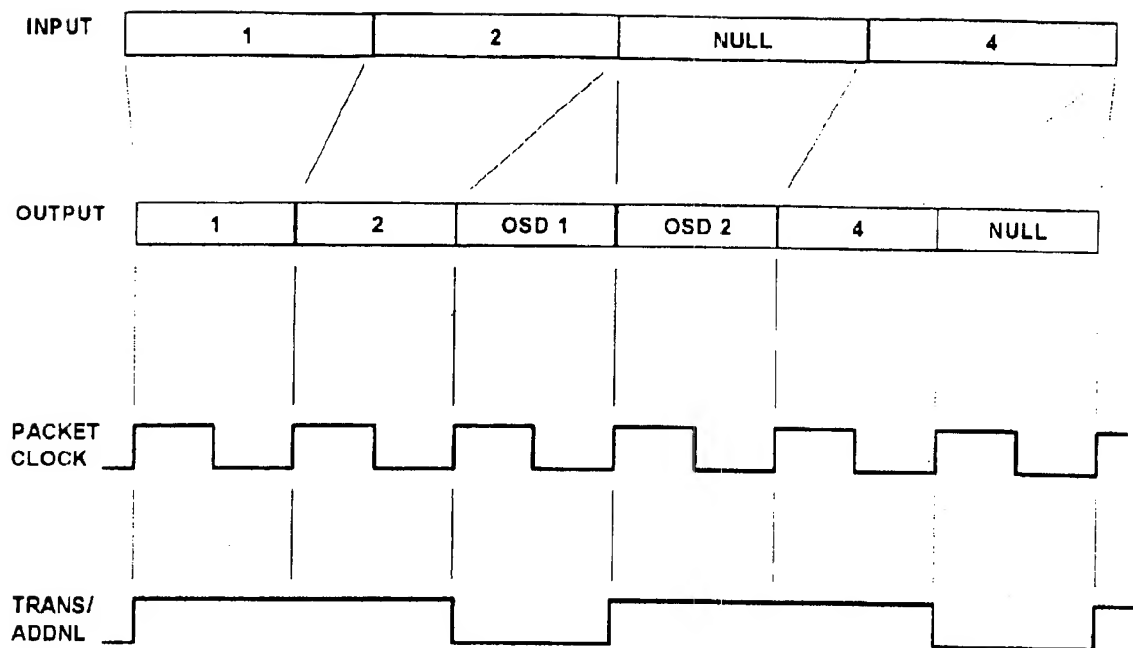 INPUT 1 2 NULL 4
OUTPUT 1 2 OSD 1 OSD 2 4 NULL
PACKET
CLOCK
TRANS/
ADDNL